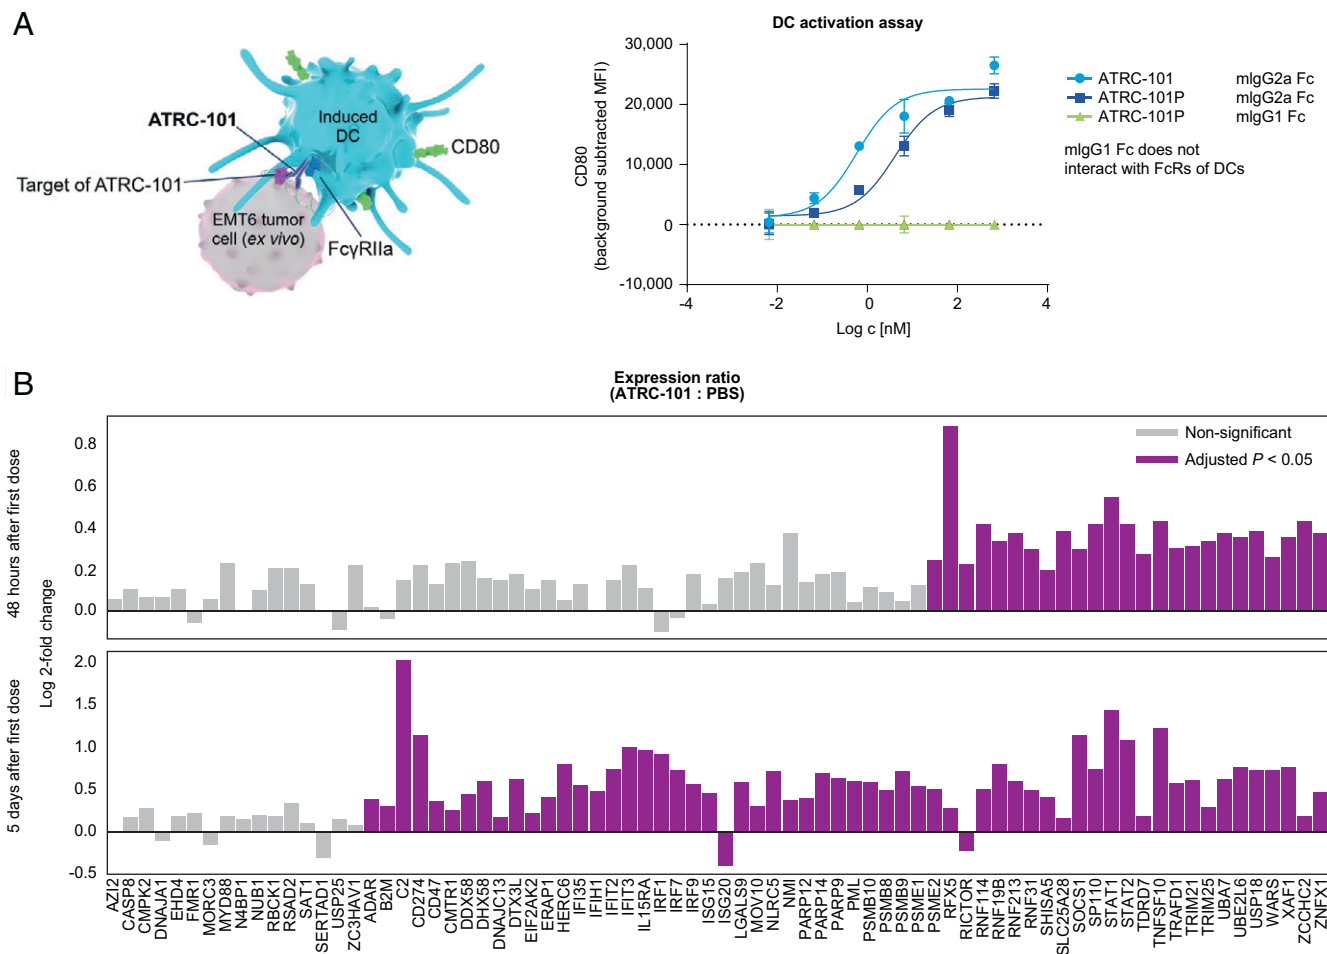 A
ATRC-101
Induced
DC
CD80
Target of ATRC-101
EMT6 tumor
cell (ex vivo)
FcγRIIa
DC activation assay
CD80
(background subtracted MFI)
30,000
20,000
10,000
0
-10,000
-4
-2
0
2
4
Log c [nM]
ATRC-101 mIgG2a Fc
ATRC-101P mIgG2a Fc
ATRC-101P mIgG1 Fc
mIgG1 Fc does not
interact with FcRs of DCs
B
Expression ratio
(ATRC-101 : PBS)
Non-significant
Adjusted P < 0.05
48 hours after first dose
Log 2-fold change
0.8
0.6
0.4
0.2
0.0
5 days after first dose
2.0
1.5
1.0
0.5
0.0
-0.5
AZI2
CASP8
CMPK2
DNAJA1
EHD4
FMR1
MORC3
MYD88
N4BP1
NUB1
RBCK1
RSAD2
SAT1
SERTAD1
USP25
ZC3HAV1
ADAR
B2M
C2
CD274
CD47
CMTR1
DDX58
DHX58
DNAJC13
DTX3L
EIF2AK2
ERAP1
HERC6
IFI35
IFIH1
IFIT2
IFIT3
IL15RA
IRF1
IRF7
IRF9
ISG15
ISG20
LGALS9
MOV10
NLRC5
NMI
PARP12
PARP14
PARP9
PML
PSMB10
PSMB8
PSMB9
PSME1
PSME2
RFX5
RICTOR
RNF114
RNF19B
RNF213
RNF31
SHISA5
SLC25A28
SOCS1
SP110
STAT1
STAT2
TDRD7
TNFSF10
TRAFD1
TRIM21
TRIM25
UBA7
UBE2L6
USP18
WARS
XAF1
ZCCHC2
ZNFX1